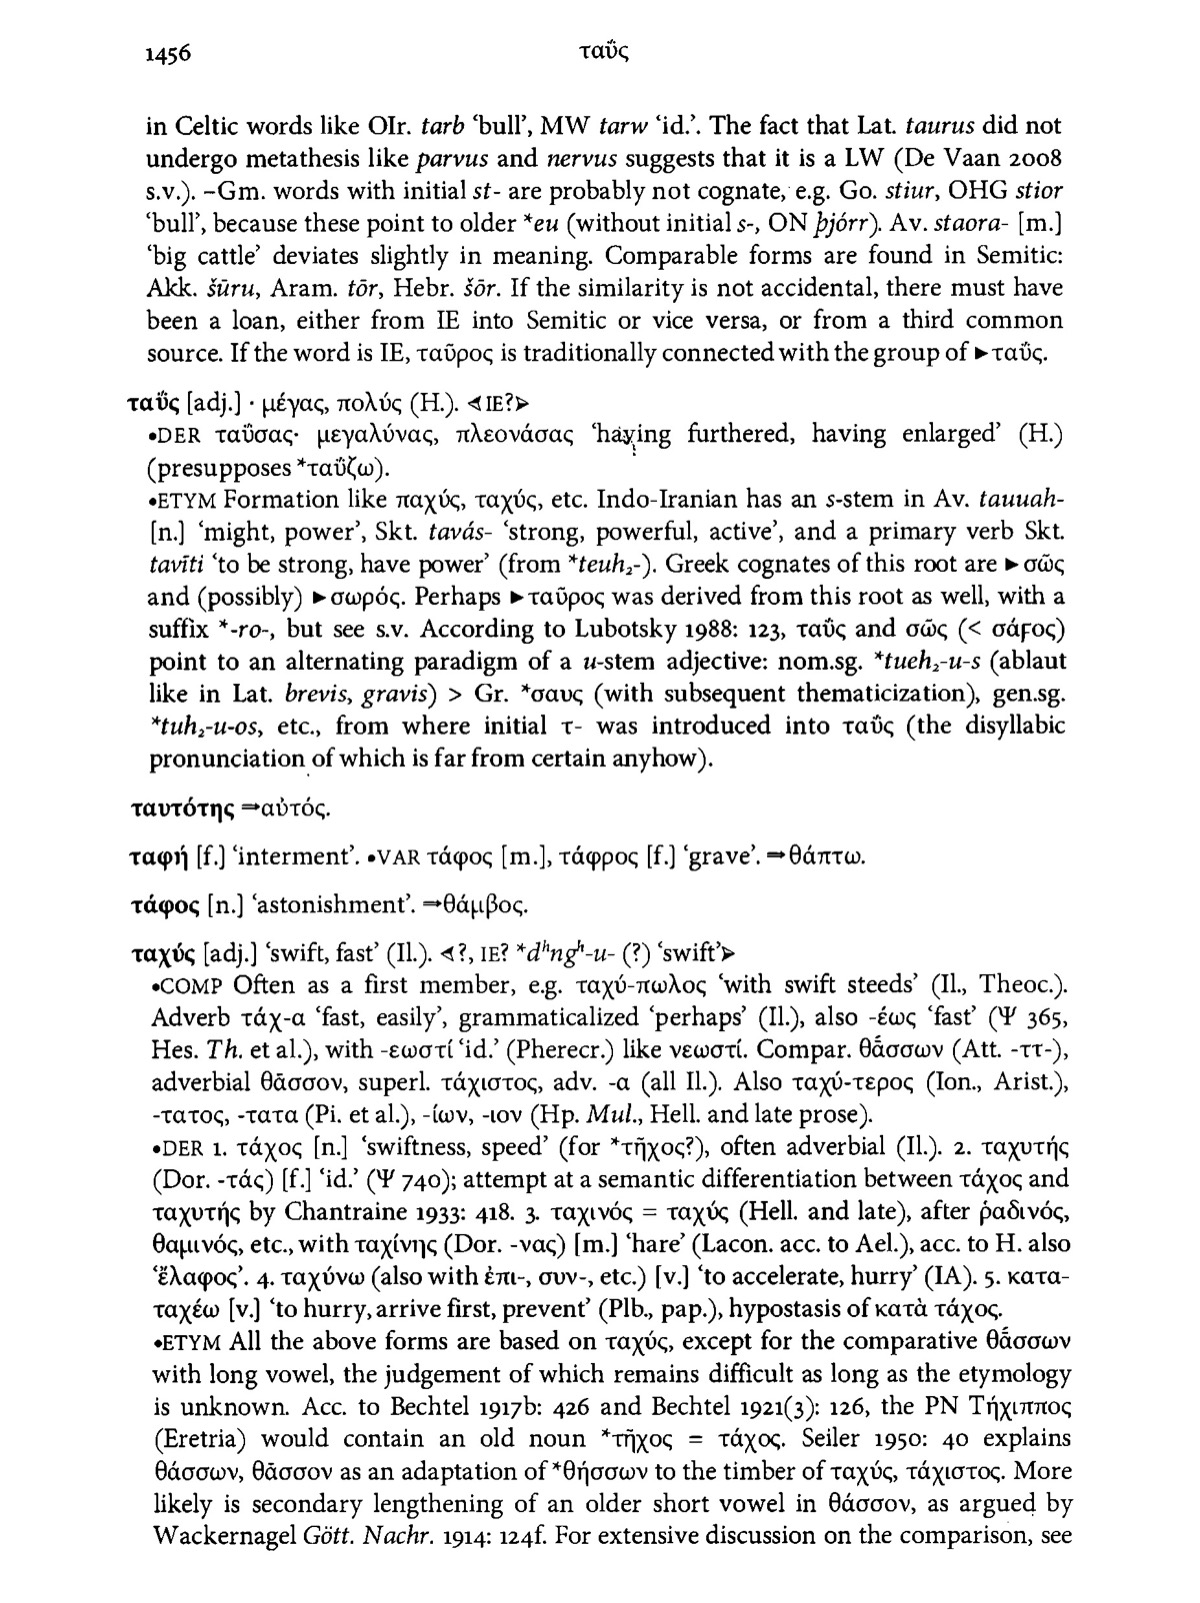 1456
ταΰς
in Celtic words like OIr. tarb ‘bull’, MW tarw ‘id.’. The fact that Lat. taurus did not
undergo metathesis like parvus and nervus suggests that it is a LW (De Vaan 2008
s.v.). –Gm. words with initial st- are probably not cognate, e.g. Go. stiur, OHG stior
‘bull’, because these point to older *eu (without initial s-, ON þjórr). Av. staora- [m.]
‘big cattle’ deviates slightly in meaning. Comparable forms are found in Semitic:
Akk. šūru, Aram. tōr, Hebr. šōr. If the similarity is not accidental, there must have
been a loan, either from IE into Semitic or vice versa, or from a third common
source. If the word is IE, ταῦρος is traditionally connected with the group of ►ταΰς.
ταΰς [adj.] · μέγας, πολύς (H.). ⋖IE?⋗
•DER ταΰσας· μεγαλύνας, πλεονάσας ‘having furthered, having enlarged’ (H.)
(presupposes *ταΰζω).
•ETYM Formation like παχύς, ταχύς, etc. Indo-Iranian has an s-stem in Av. tauuah-
[n.] ‘might, power’, Skt. tavás- ‘strong, powerful, active’, and a primary verb Skt.
tavīti ‘to be strong, have power’ (from *teuh₂-). Greek cognates of this root are ►σῶς
and (possibly) ►σωρός. Perhaps ►ταῦρος was derived from this root as well, with a
suffix *-ro-, but see s.v. According to Lubotsky 1988: 123, ταΰς and σῶς (< σάϝος)
point to an alternating paradigm of a u-stem adjective: nom.sg. *tueh₂-u-s (ablaut
like in Lat. brevis, gravis) > Gr. *σαυς (with subsequent thematicization), gen.sg.
*tuh₂-u-os, etc., from where initial τ- was introduced into ταΰς (the disyllabic
pronunciation of which is far from certain anyhow).
ταυτότης ⇒αὐτός.
ταφή [f.] ‘interment’. •VAR τάφος [m.], τάφρος [f.] ‘grave’. ⇒θάπτω.
τάφος [n.] ‘astonishment’. ⇒θάμβος.
ταχύς [adj.] ‘swift, fast’ (Il.). ⋖?, IE? *dʰngʰ-u- (?) ‘swift’⋗
•COMP Often as a first member, e.g. ταχύ-πωλος ‘with swift steeds’ (Il., Theoc.).
Adverb τάχ-α ‘fast, easily’, grammaticalized ‘perhaps’ (Il.), also -έως ‘fast’ (Ψ 365,
Hes. Th. et al.), with -εωστί ‘id.’ (Pherecr.) like νεωστί. Compar. θᾱ́σσων (Att. -ττ-),
adverbial θᾶσσον, superl. τάχιστος, adv. -α (all Il.). Also ταχύ-τερος (Ion., Arist.),
-τατος, -τατα (Pi. et al.), -ίων, -ιον (Hp. Mul., Hell. and late prose).
•DER 1. τάχος [n.] ‘swiftness, speed’ (for *τῆχος?), often adverbial (Il.). 2. ταχυτής
(Dor. -τάς) [f.] ‘id.’ (Ψ 740); attempt at a semantic differentiation between τάχος and
ταχυτής by Chantraine 1933: 418. 3. ταχινός = ταχύς (Hell. and late), after ῥαδινός,
θαμινός, etc., with ταχίνης (Dor. -νας) [m.] ‘hare’ (Lacon. acc. to Ael.), acc. to H. also
‘ἔλαφος’. 4. ταχύνω (also with ἐπι-, συν-, etc.) [v.] ‘to accelerate, hurry’ (IA). 5. κατα-
ταχέω [v.] ‘to hurry, arrive first, prevent’ (Plb., pap.), hypostasis of κατὰ τάχος.
•ETYM All the above forms are based on ταχύς, except for the comparative θᾱ́σσων
with long vowel, the judgement of which remains difficult as long as the etymology
is unknown. Acc. to Bechtel 1917b: 426 and Bechtel 1921(3): 126, the PN Τήχιππος
(Eretria) would contain an old noun *τῆχος = τάχος. Seiler 1950: 40 explains
θάσσων, θᾶσσον as an adaptation of *θήσσων to the timber of ταχύς, τάχιστος. More
likely is secondary lengthening of an older short vowel in θάσσον, as argued by
Wackernagel Gött. Nachr. 1914: 124f. For extensive discussion on the comparison, see